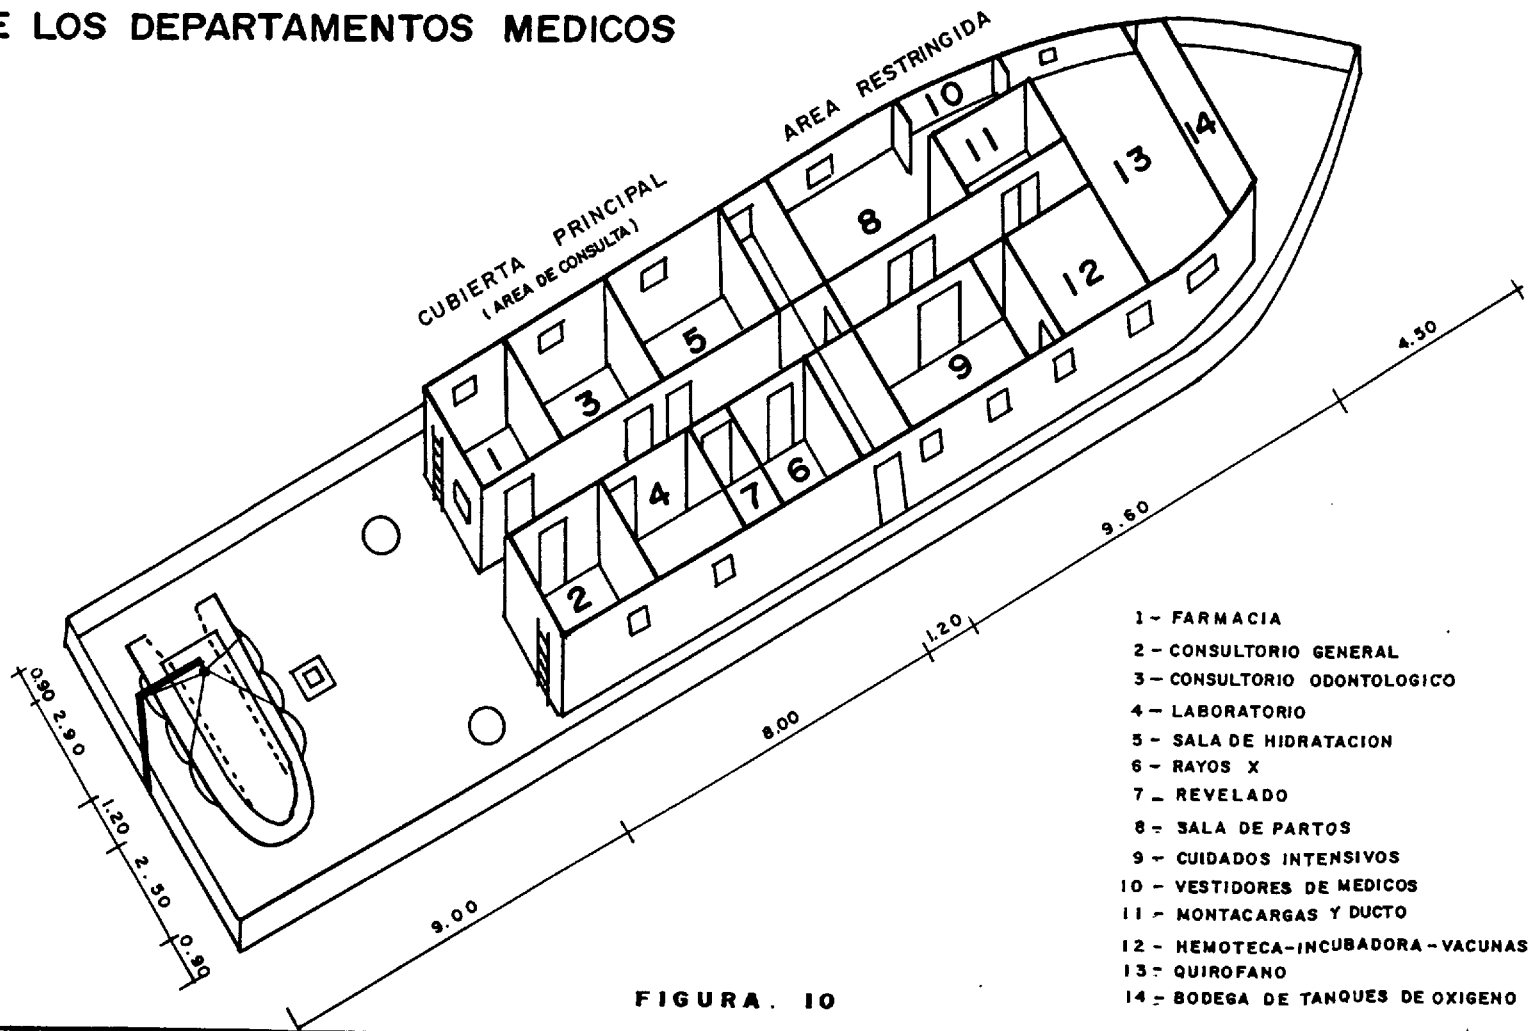 E LOS DEPARTAMENTOS MEDICOS
AREA RESTRINGIDA
CUBIERTA PRINCIPAL
(AREA DE CONSULTA)
10
11
14
13
8
12
5
9
3
1
4
7
6
2
4.50
9.60
1.20
8.00
9.00
0.90
2.90
1.20
2.50
0.90
1 - FARMACIA
2 - CONSULTORIO GENERAL
3 - CONSULTORIO ODONTOLOGICO
4 - LABORATORIO
5 - SALA DE HIDRATACION
6 - RAYOS X
7 - REVELADO
8 - SALA DE PARTOS
9 - CUIDADOS INTENSIVOS
10 - VESTIDORES DE MEDICOS
11 - MONTACARGAS Y DUCTO
12 - HEMOTECA-INCUBADORA-VACUNAS
13 - QUIROFANO
14 - BODEGA DE TANQUES DE OXIGENO
FIGURA. 10